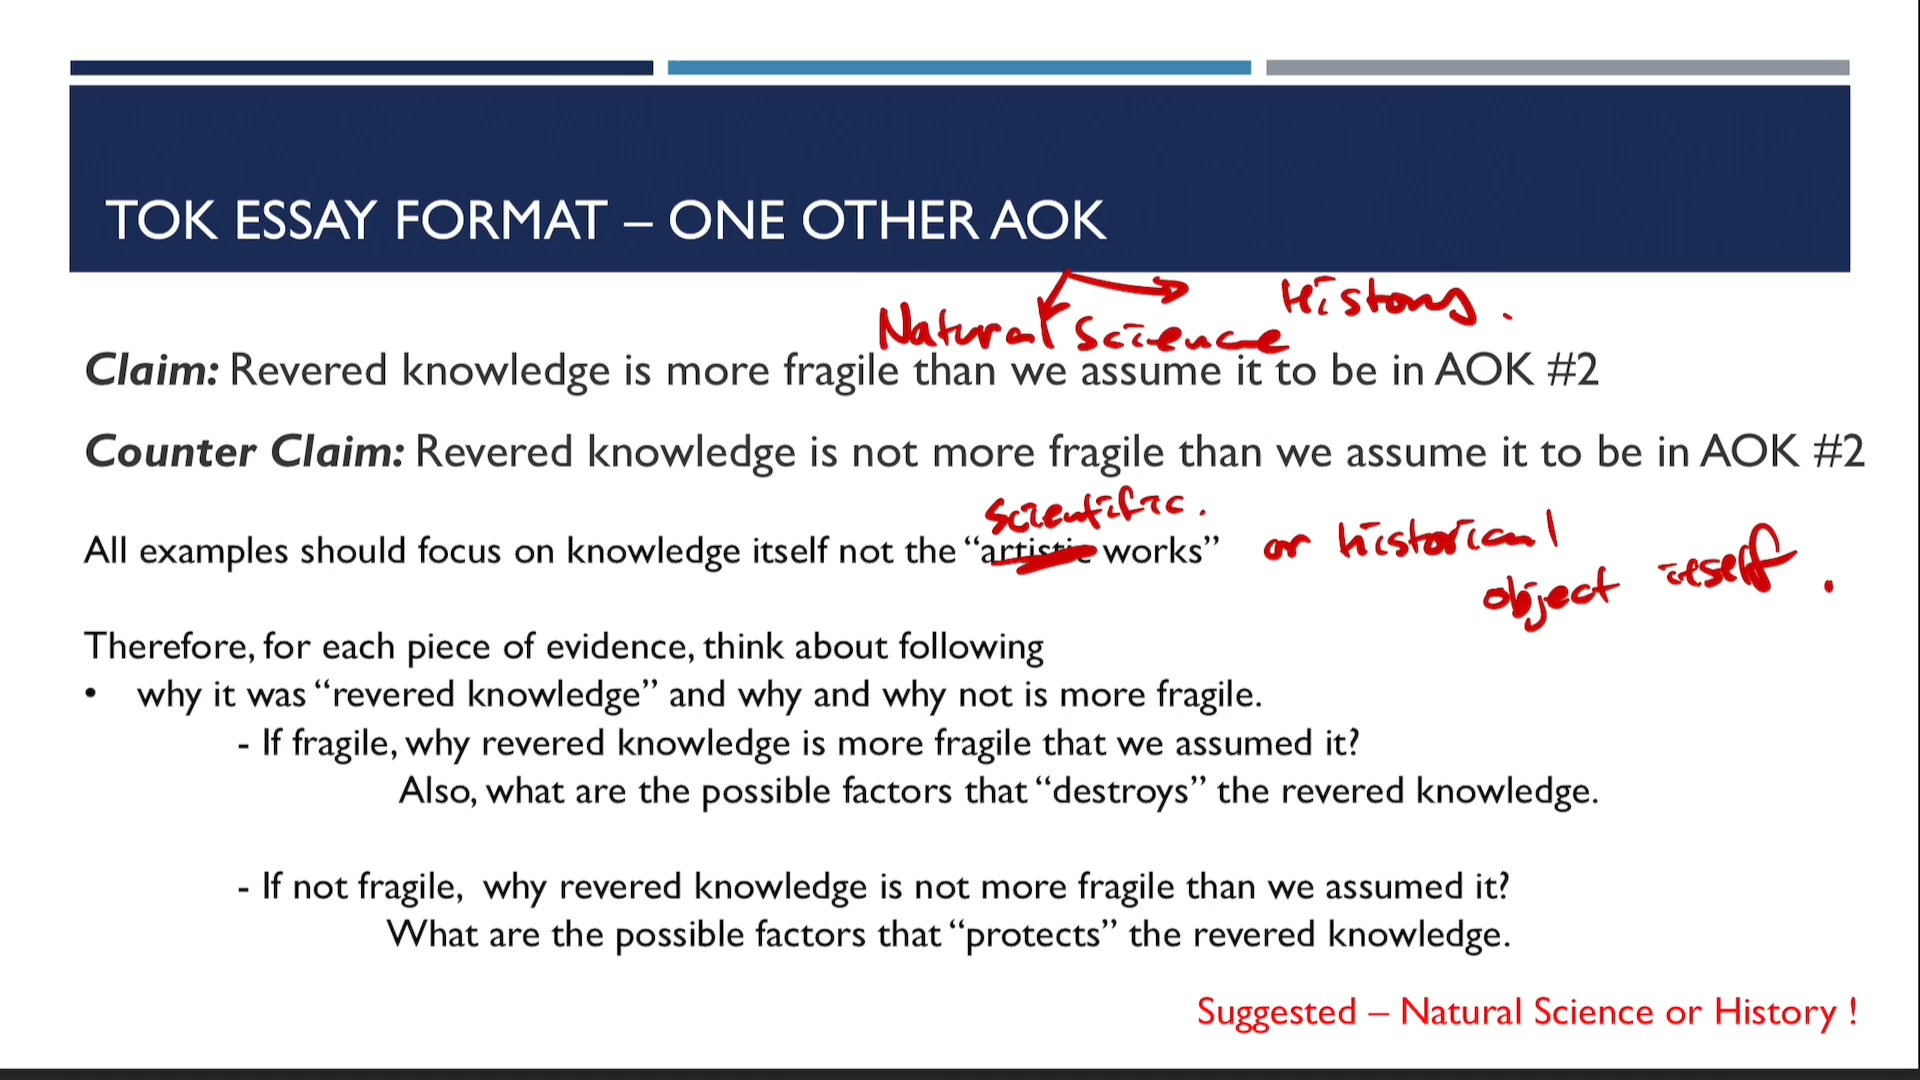 TOK ESSAY FORMAT – ONE OTHER AOK
History.
Natural Science
Claim: Revered knowledge is more fragile than we assume it to be in AOK #2
Counter Claim: Revered knowledge is not more fragile than we assume it to be in AOK #2
scientific.
All examples should focus on knowledge itself not the “artistic works” or historical
object itself.
Therefore, for each piece of evidence, think about following
• why it was “revered knowledge” and why and why not is more fragile.
- If fragile, why revered knowledge is more fragile that we assumed it?
Also, what are the possible factors that “destroys” the revered knowledge.
- If not fragile, why revered knowledge is not more fragile than we assumed it?
What are the possible factors that “protects” the revered knowledge.
Suggested – Natural Science or History !